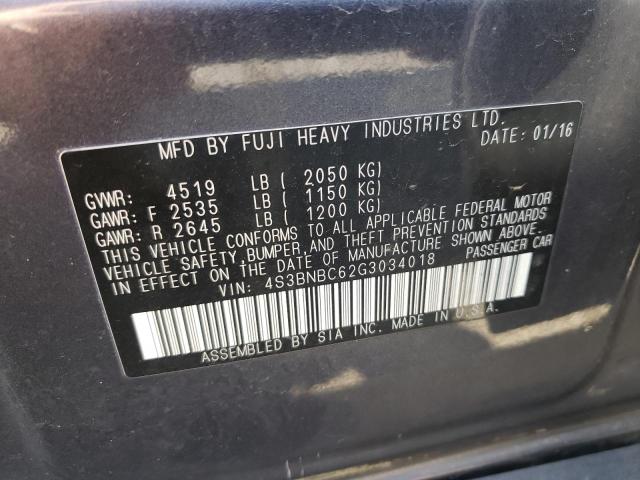 MFD BY FUJI HEAVY INDUSTRIES LTD.
DATE: 01/16
GVWR: 4519 LB ( 2050 KG)
GAWR: F 2535 LB ( 1150 KG)
GAWR: R 2645 LB ( 1200 KG)
THIS VEHICLE CONFORMS TO ALL APPLICABLE FEDERAL MOTOR
VEHICLE SAFETY, BUMPER, AND THEFT PREVENTION STANDARDS
IN EFFECT ON THE DATE OF MANUFACTURE SHOWN ABOVE.
VIN: 4S3BNBC62G3034018 PASSENGER CAR
ASSEMBLED BY SIA INC. MADE IN U.S.A.